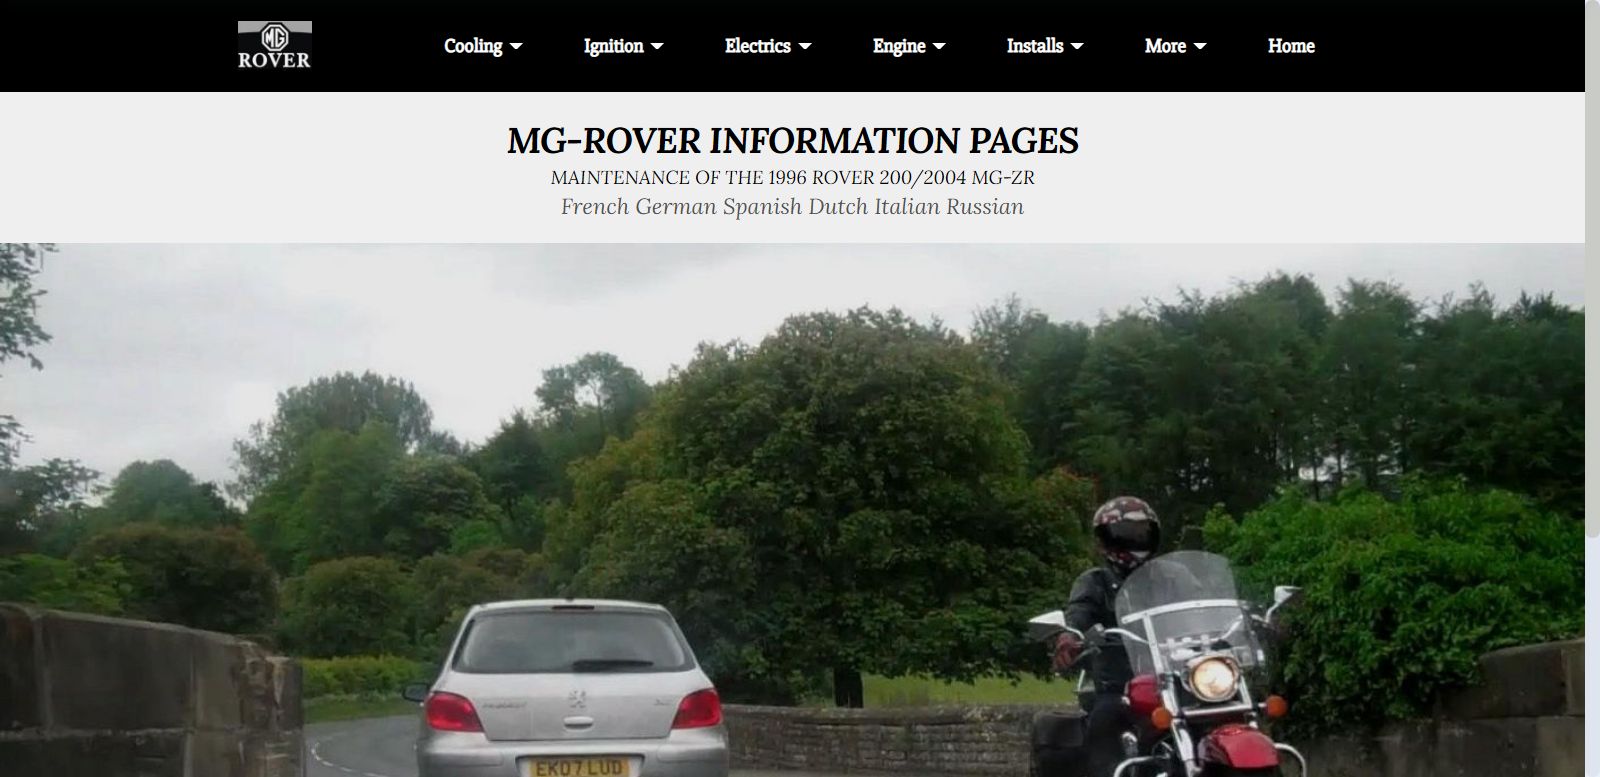 MG
ROVER
Cooling Ignition Electrics Engine Installs More Home
MG-ROVER INFORMATION PAGES
MAINTENANCE OF THE 1996 ROVER 200/2004 MG-ZR
French German Spanish Dutch Italian Russian
EK07 LUD